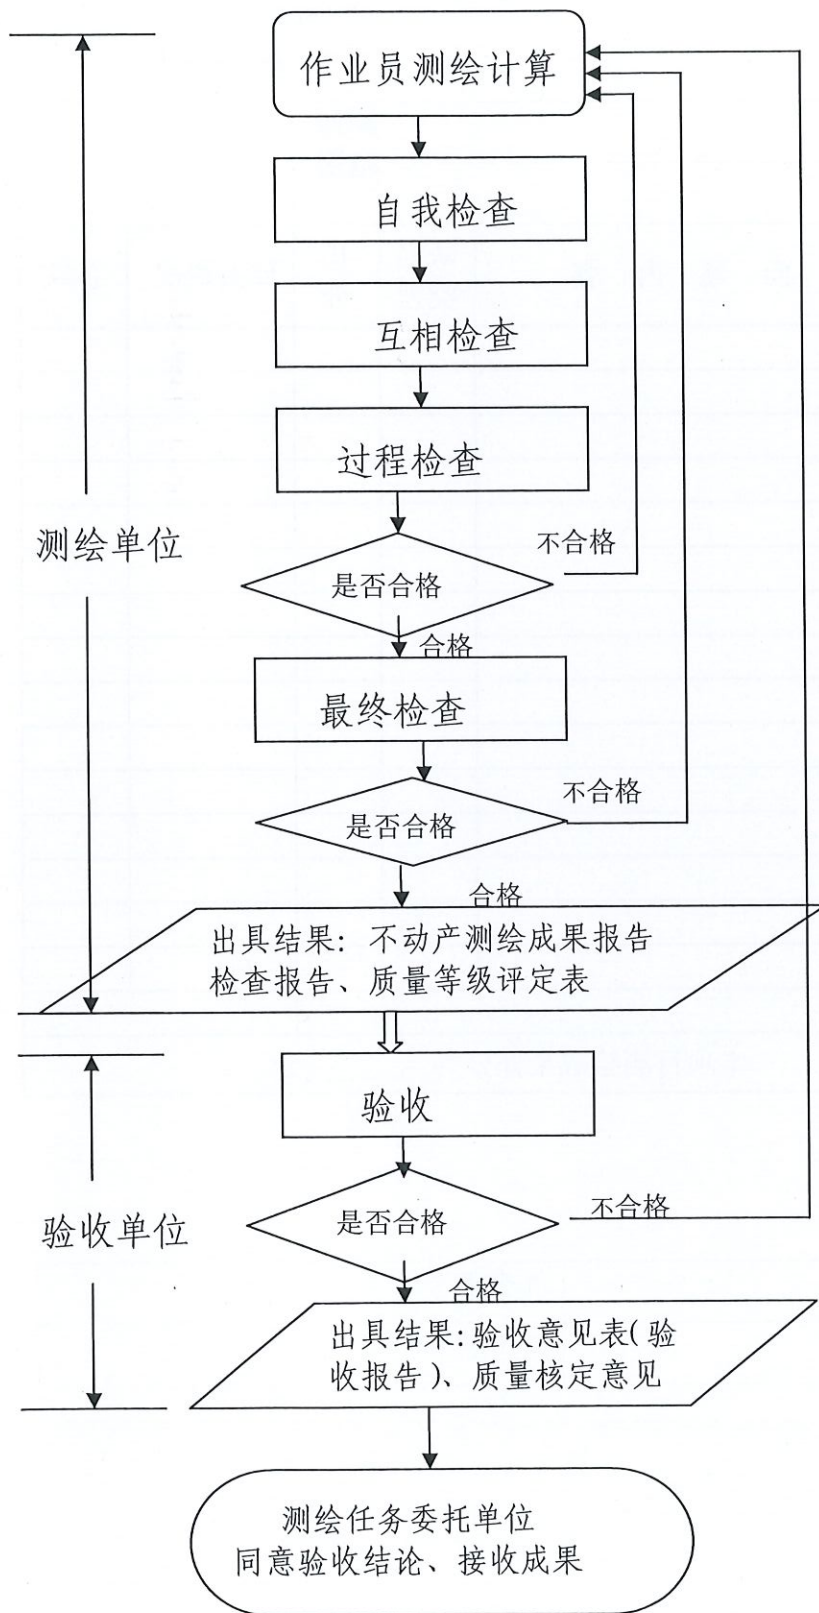 作业员测绘计算
自我检查
互相检查
过程检查
测绘单位
不合格
是否合格
合格
最终检查
不合格
是否合格
合格
出具结果：不动产测绘成果报告
检查报告、质量等级评定表
验收
验收单位
不合格
是否合格
合格
出具结果:验收意见表(验
收报告)、质量核定意见
测绘任务委托单位
同意验收结论、接收成果